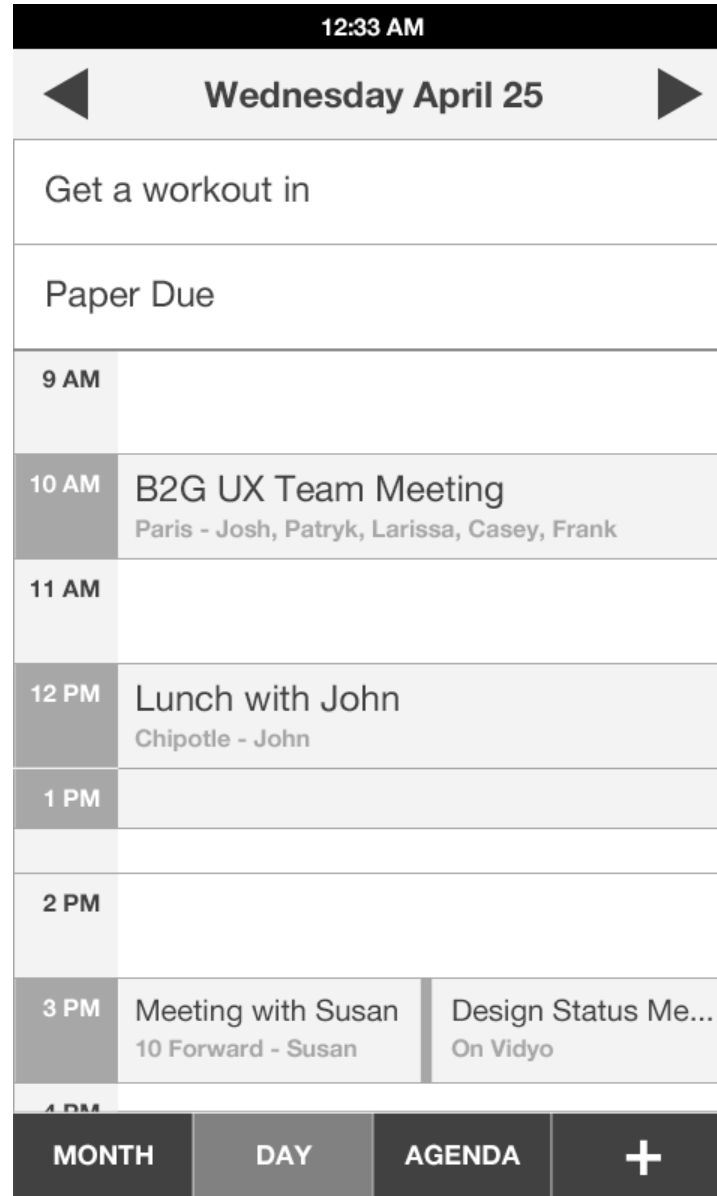 12:33 AM
Wednesday April 25
Get a workout in
Paper Due
9 AM
10 AM
B2G UX Team Meeting
Paris - Josh, Patryk, Larissa, Casey, Frank
11 AM
12 PM
Lunch with John
Chipotle - John
1 PM
2 PM
3 PM
Meeting with Susan
10 Forward - Susan
Design Status Me...
On Vidyo
4 PM
MONTH
DAY
AGENDA
+